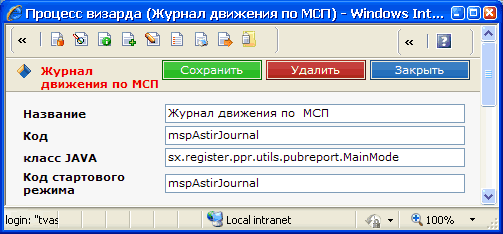 Процесс визарда (Журнал движения по МСП) - Windows Int...
« » «
Журнал
движения по МСП
Сохранить Удалить Закрыть
Название Журнал движения по МСП
Код mspAstirJournal
класс JAVA sx.register.ppr.utils.pubreport.MainMode
Код стартового
режима mspAstirJournal
login: "tvas Local intranet 100%